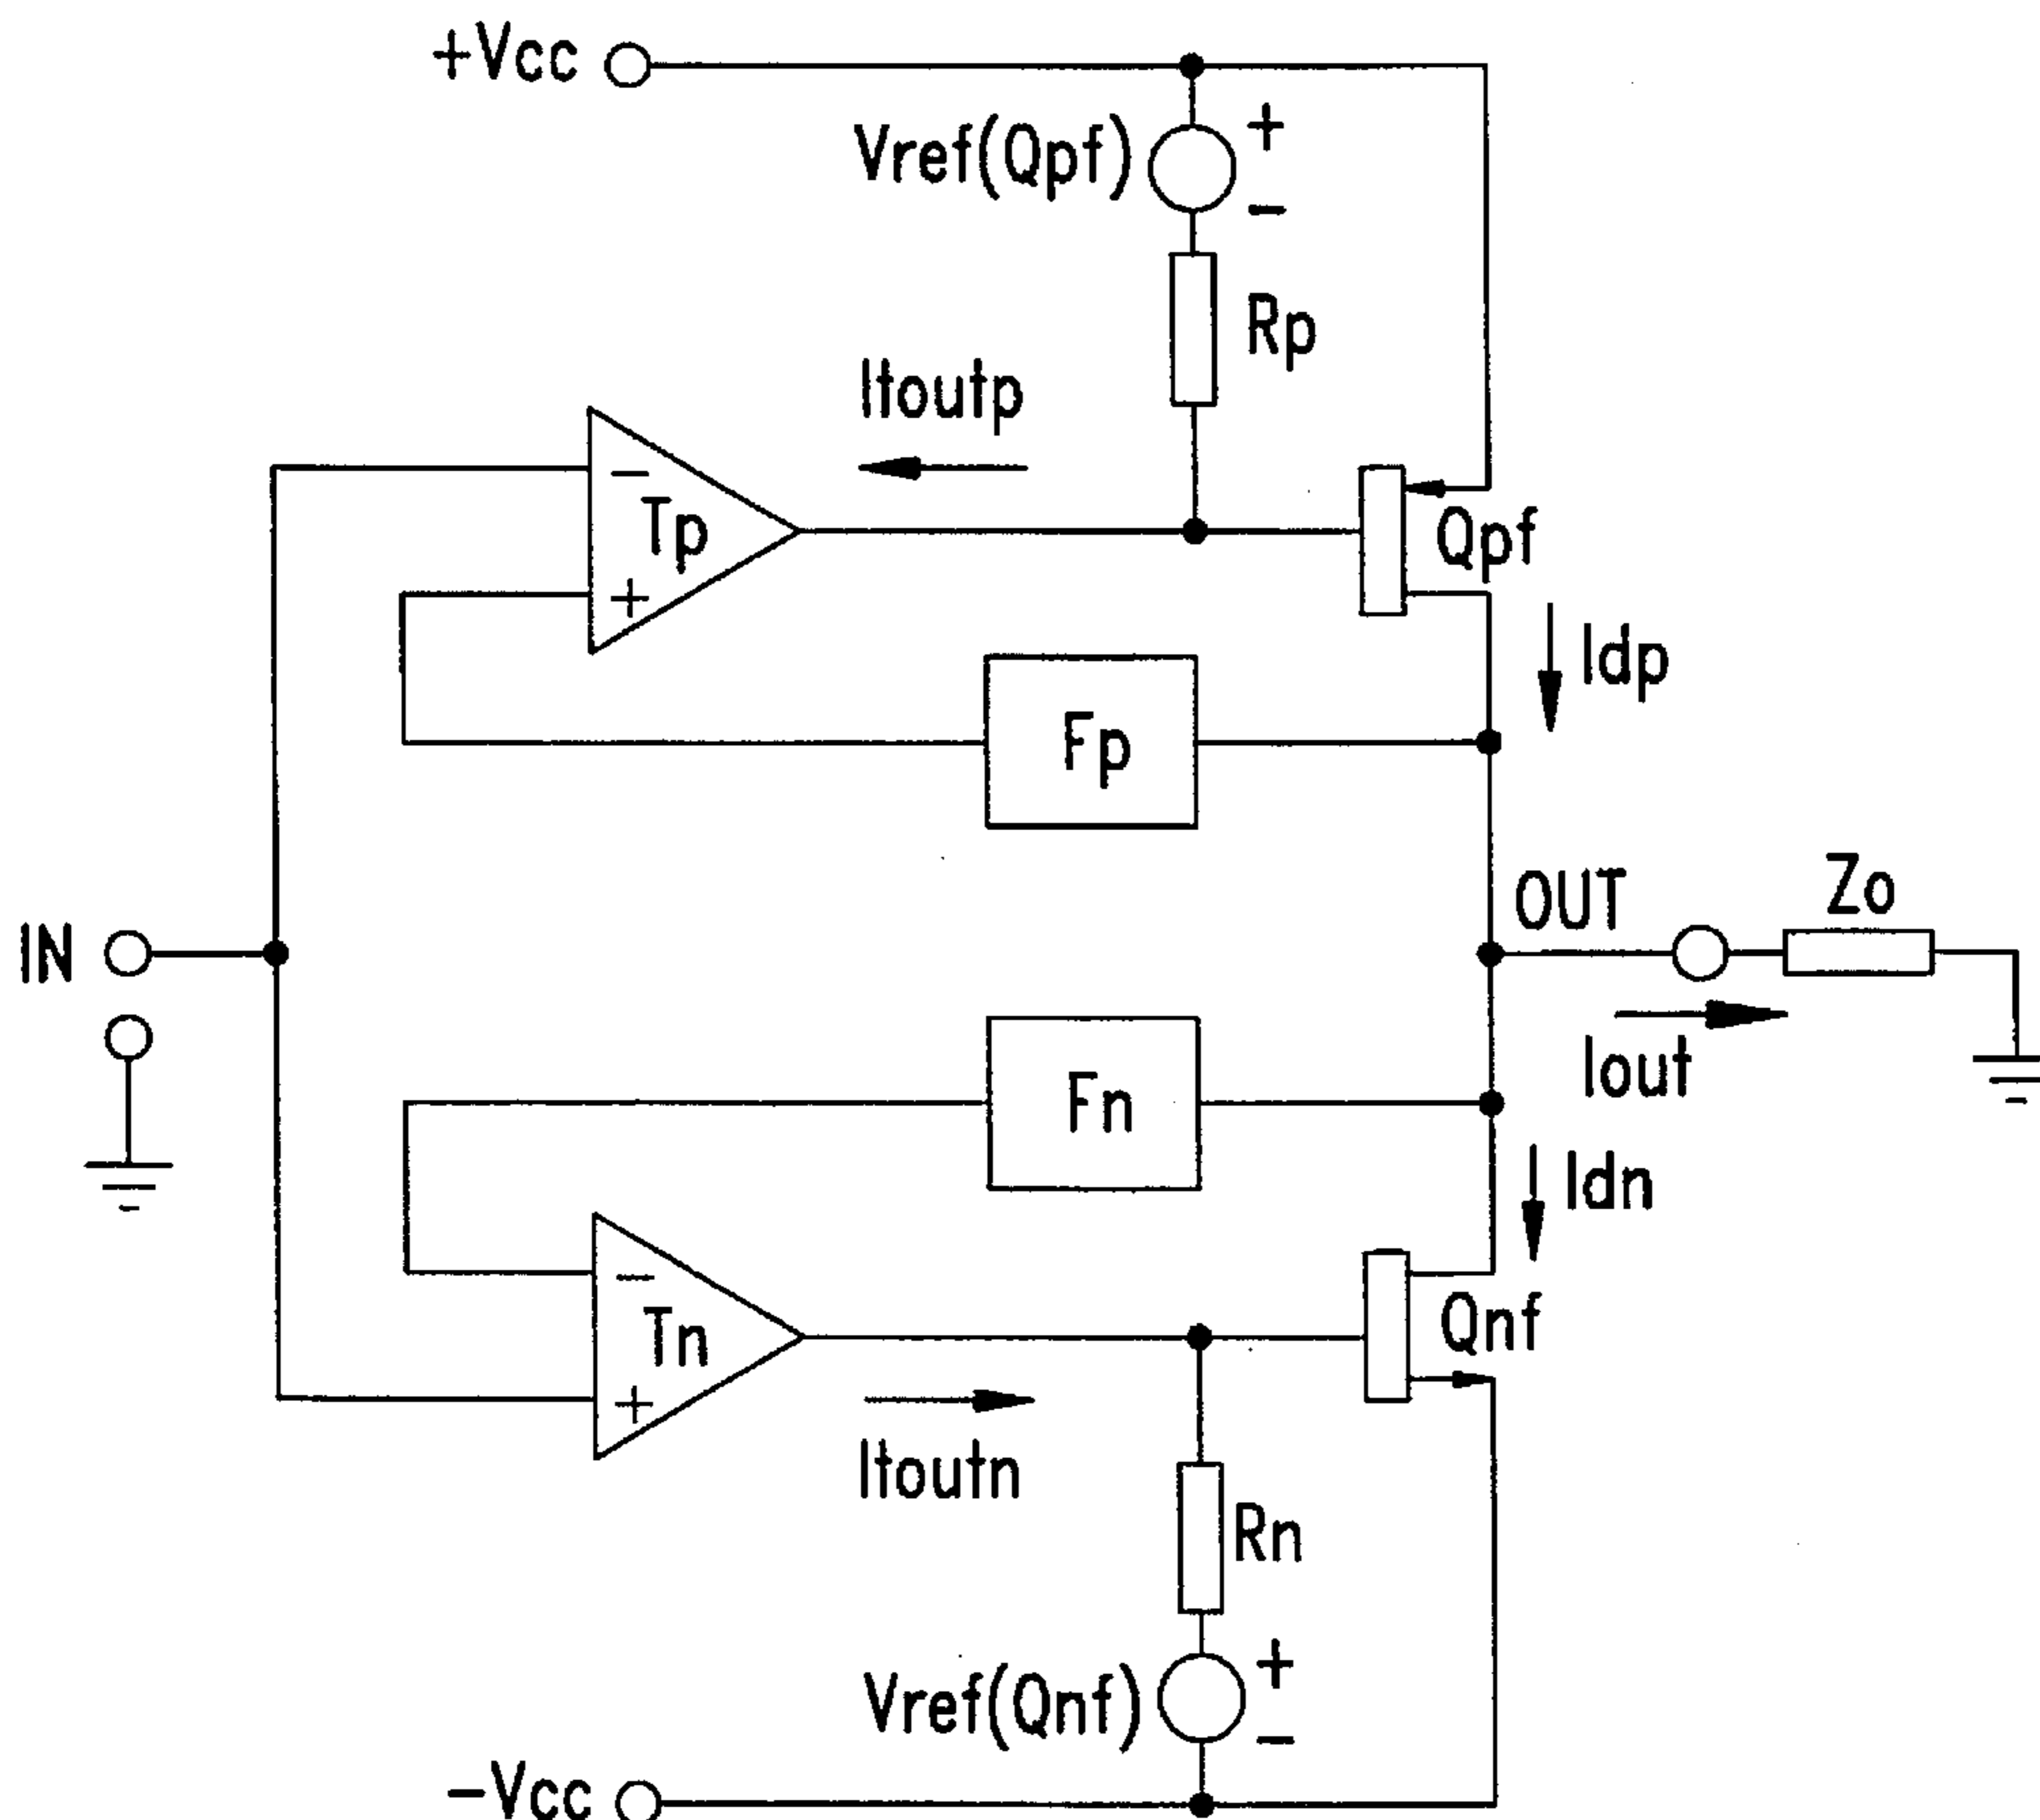 +Vcc
Vref(Qpf)
+
−
Rp
Itoutp
−
Tp
+
Qpf
Idp
Fp
OUT
Zo
IN
Iout
Fn
Idn
−
Tn
+
Qnf
Itoutn
Rn
Vref(Qnf)
+
−
−Vcc